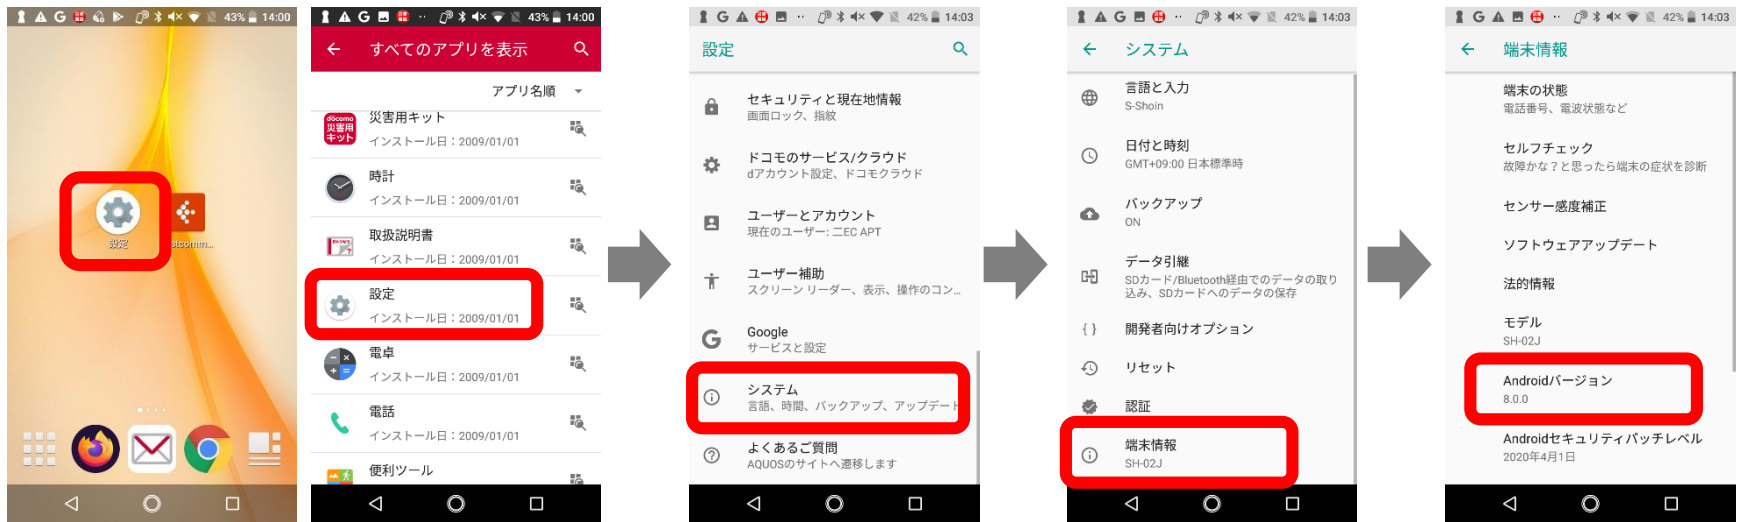 43% 14:00
設定
stcomm...
43% 14:00
すべてのアプリを表示
アプリ名順
döcomo
災害用
キット
災害用キット
インストール日：2009/01/01
時計
インストール日：2009/01/01
取扱説明書
インストール日：2009/01/01
設定
インストール日：2009/01/01
電卓
インストール日：2009/01/01
電話
インストール日：2009/01/01
便利ツール
42% 14:03
設定
セキュリティと現在地情報
画面ロック、指紋
ドコモのサービス/クラウド
dアカウント設定、ドコモクラウド
ユーザーとアカウント
現在のユーザー: 二EC APT
ユーザー補助
スクリーン リーダー、表示、操作のコン...
Google
サービスと設定
システム
言語、時間、バックアップ、アップデート
よくあるご質問
AQUOSのサイトへ遷移します
42% 14:03
システム
言語と入力
S-Shoin
日付と時刻
GMT+09:00 日本標準時
バックアップ
ON
データ引継
SDカード/Bluetooth経由でのデータの取り
込み、SDカードへのデータの保存
開発者向けオプション
リセット
認証
端末情報
SH-02J
42% 14:03
端末情報
端末の状態
電話番号、電波状態など
セルフチェック
故障かな？と思ったら端末の症状を診断
センサー感度補正
ソフトウェアアップデート
法的情報
モデル
SH-02J
Androidバージョン
8.0.0
Androidセキュリティパッチレベル
2020年4月1日